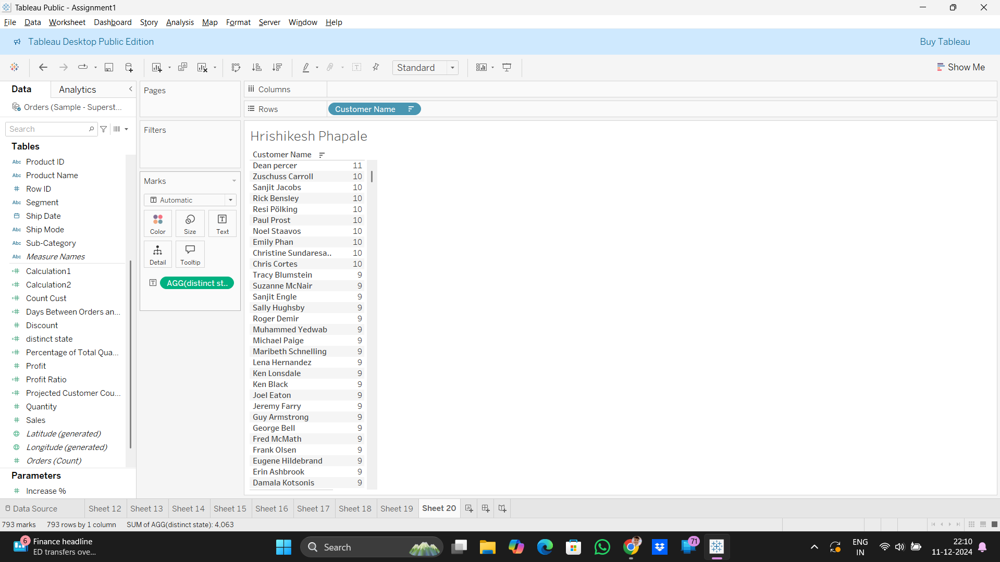 Tableau Public - Assignment1
File Data Worksheet Dashboard Story Analysis Map Format Server Window Help
Tableau Desktop Public Edition
Buy Tableau
Standard
Show Me
Data
Analytics
Orders (Sample - Superst...
Search
Tables
Abc Product ID
Abc Product Name
# Row ID
Abc Segment
Ship Date
Abc Ship Mode
Abc Sub-Category
Abc Measure Names
=# Calculation1
=# Calculation2
=# Count Cust
=# Days Between Orders an...
# Discount
=# distinct state
=# Percentage of Total Qua...
# Profit
=# Profit Ratio
=# Projected Customer Cou...
# Quantity
# Sales
Latitude (generated)
Longitude (generated)
# Orders (Count)
Parameters
# Increase %
Pages
Filters
Marks
T Automatic
Color
Size
T Text
Detail
Tooltip
T AGG(distinct st..
Columns
Rows
Customer Name
Hrishikesh Phapale
Customer Name
Dean percer 11
Zuschuss Carroll 10
Sanjit Jacobs 10
Rick Bensley 10
Resi Pölking 10
Paul Prost 10
Noel Staavos 10
Emily Phan 10
Christine Sundaresa.. 10
Chris Cortes 10
Tracy Blumstein 9
Suzanne McNair 9
Sanjit Engle 9
Sally Hughsby 9
Roger Demir 9
Muhammed Yedwab 9
Michael Paige 9
Maribeth Schnelling 9
Lena Hernandez 9
Ken Lonsdale 9
Ken Black 9
Joel Eaton 9
Jeremy Farry 9
Guy Armstrong 9
George Bell 9
Fred McMath 9
Frank Olsen 9
Eugene Hildebrand 9
Erin Ashbrook 9
Damala Kotsonis 9
Data Source Sheet 12 Sheet 13 Sheet 14 Sheet 15 Sheet 16 Sheet 17 Sheet 18 Sheet 19 Sheet 20
793 marks 793 rows by 1 column SUM of AGG(distinct state): 4,063
6
Finance headline
ED transfers ove...
Search
71
ENG
IN
22:10
11-12-2024